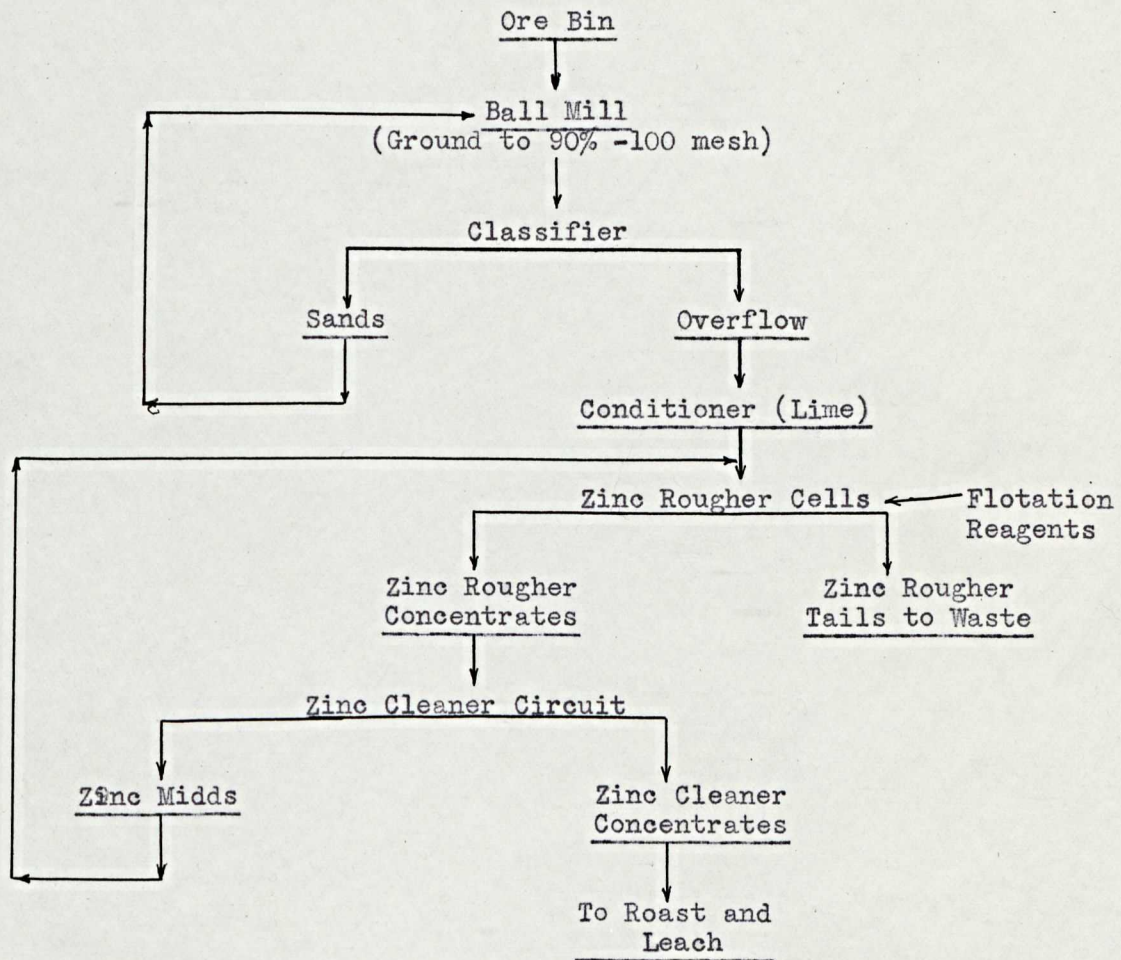 Ore Bin
Ball Mill
(Ground to 90% -100 mesh)
Classifier
Sands
Overflow
Conditioner (Lime)
Zinc Rougher Cells
Flotation
Reagents
Zinc Rougher
Concentrates
Zinc Rougher
Tails to Waste
Zinc Cleaner Circuit
Zinc Midds
Zinc Cleaner
Concentrates
To Roast and
Leach